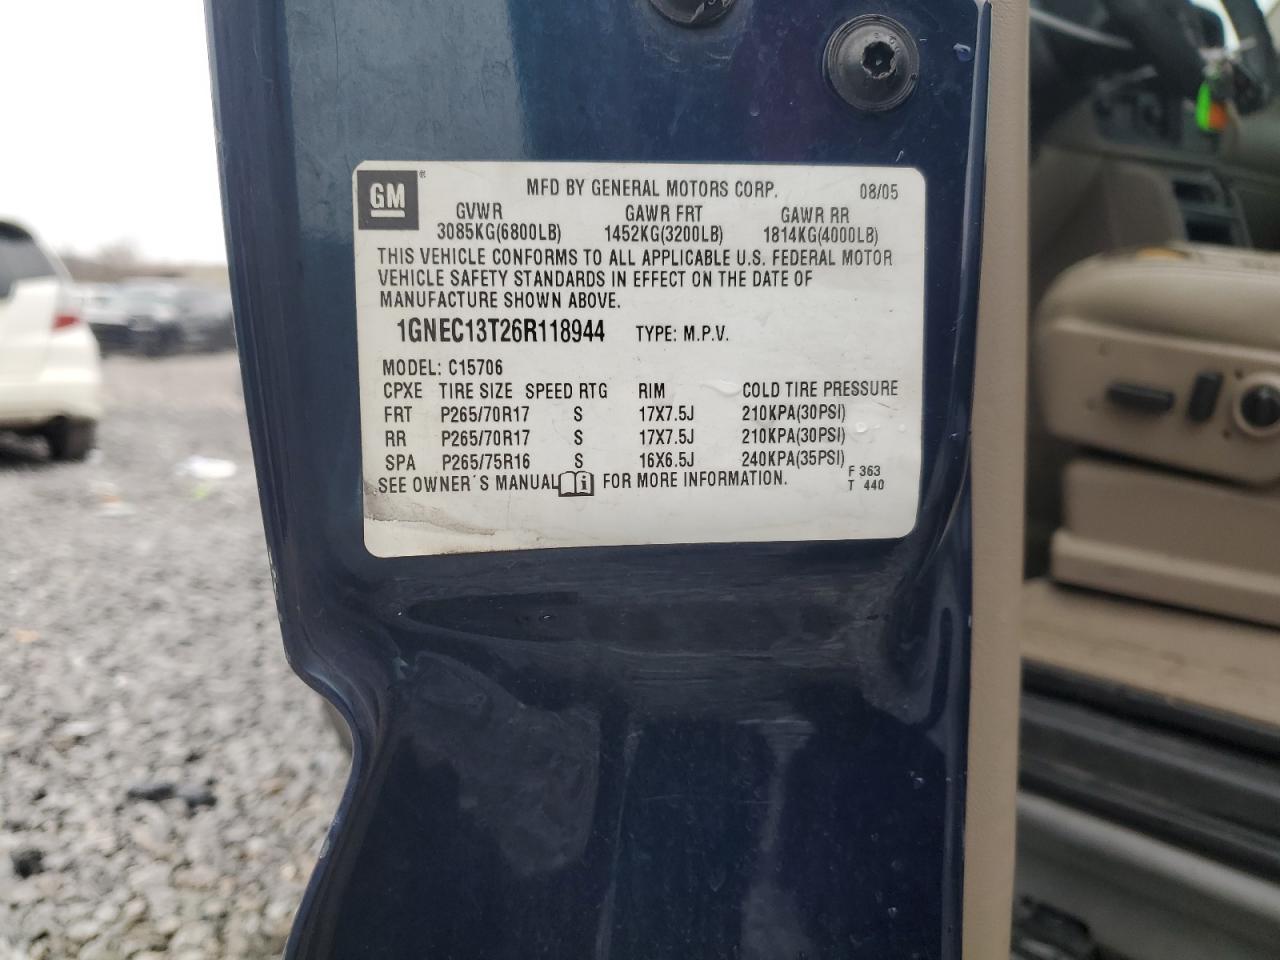 GM ® MFD BY GENERAL MOTORS CORP. 08/05
GVWR GAWR FRT GAWR RR
3085KG(6800LB) 1452KG(3200LB) 1814KG(4000LB)
THIS VEHICLE CONFORMS TO ALL APPLICABLE U.S. FEDERAL MOTOR
VEHICLE SAFETY STANDARDS IN EFFECT ON THE DATE OF
MANUFACTURE SHOWN ABOVE.
1GNEC13T26R118944 TYPE: M.P.V.
MODEL: C15706
CPXE TIRE SIZE SPEED RTG RIM COLD TIRE PRESSURE
FRT P265/70R17 S 17X7.5J 210KPA(30PSI)
RR P265/70R17 S 17X7.5J 210KPA(30PSI)
SPA P265/75R16 S 16X6.5J 240KPA(35PSI)
SEE OWNER'S MANUAL i FOR MORE INFORMATION.
F 363
T 440